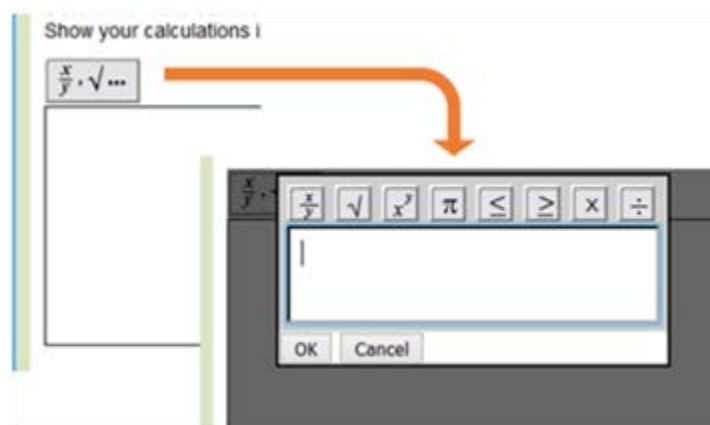 Show your calculations i
x/y , √ ...
x/y ,
x/y √ x^y π ≤ ≥ × ÷
OK Cancel